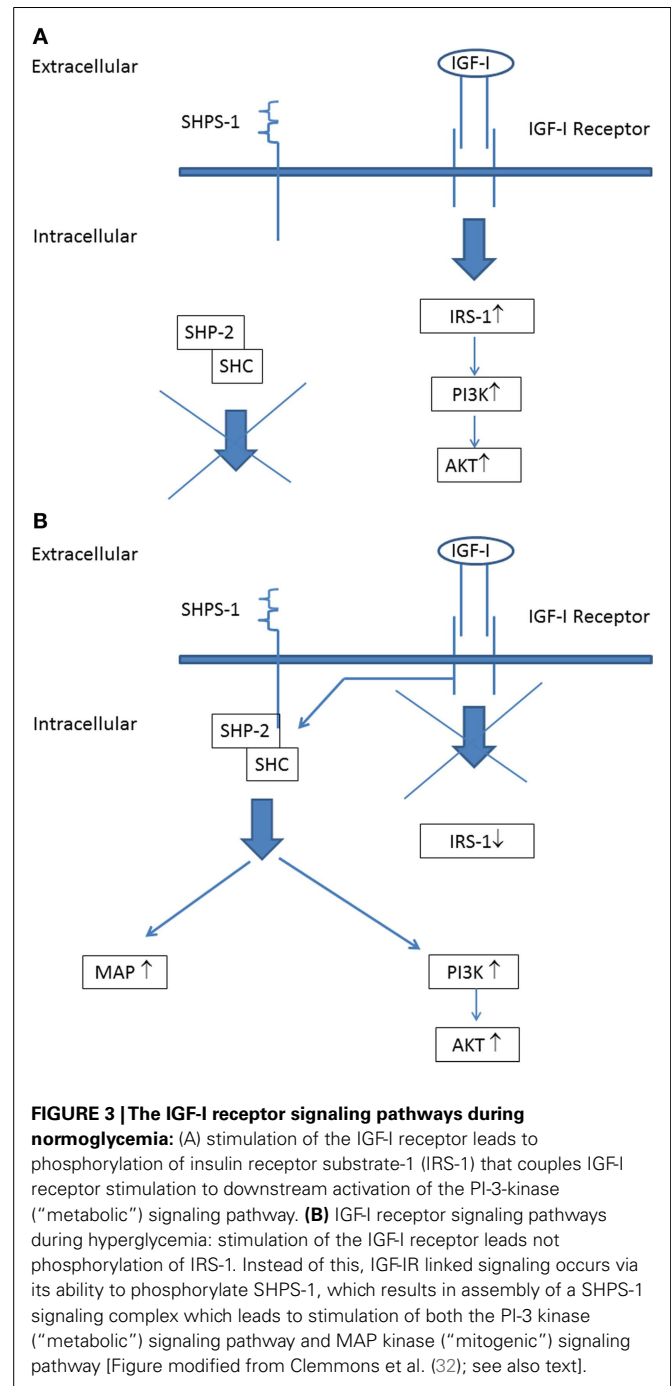 A
Extracellular
IGF-I
SHPS-1
IGF-I Receptor
Intracellular
IRS-1↑
SHP-2
SHC
PI3K↑
AKT↑
B
Extracellular
IGF-I
SHPS-1
IGF-I Receptor
Intracellular
SHP-2
SHC
IRS-1↓
MAP ↑
PI3K ↑
AKT ↑
FIGURE 3 | The IGF-I receptor signaling pathways during
normoglycemia: (A) stimulation of the IGF-I receptor leads to
phosphorylation of insulin receptor substrate-1 (IRS-1) that couples IGF-I
receptor stimulation to downstream activation of the PI-3-kinase
(“metabolic”) signaling pathway. (B) IGF-I receptor signaling pathways
during hyperglycemia: stimulation of the IGF-I receptor leads not
phosphorylation of IRS-1. Instead of this, IGF-IR linked signaling occurs via
its ability to phosphorylate SHPS-1, which results in assembly of a SHPS-1
signaling complex which leads to stimulation of both the PI-3 kinase
(“metabolic”) signaling pathway and MAP kinase (“mitogenic”) signaling
pathway [Figure modified from Clemmons et al. (32); see also text].